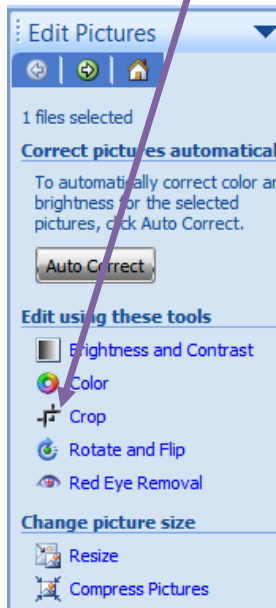 Edit Pictures
1 files selected
Correct pictures automatical
To automatically correct color an
brightness for the selected
pictures, click Auto Correct.
Auto Correct
Edit using these tools
Brightness and Contrast
Color
Crop
Rotate and Flip
Red Eye Removal
Change picture size
Resize
Compress Pictures